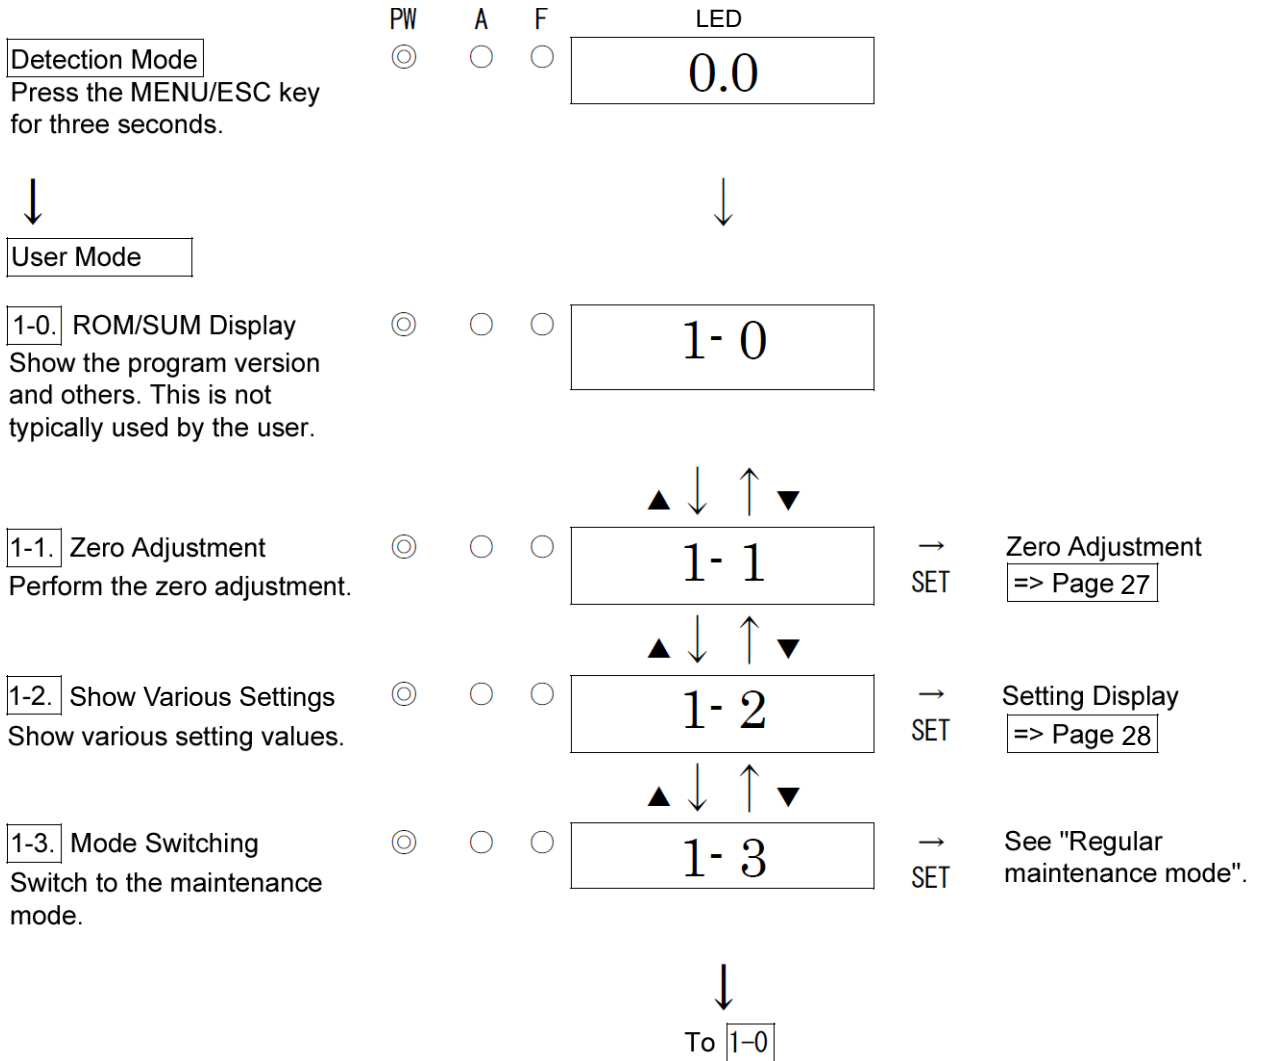 PW A F LED
Detection Mode ◎ ○ ○ 0.0
Press the MENU/ESC key
for three seconds.
↓ ↓
User Mode
1-0. ROM/SUM Display ◎ ○ ○ 1- 0
Show the program version
and others. This is not
typically used by the user.
▲ ↓ ↑ ▼
1-1. Zero Adjustment ◎ ○ ○ 1- 1 → Zero Adjustment
Perform the zero adjustment. SET => Page 27
▲ ↓ ↑ ▼
1-2. Show Various Settings ◎ ○ ○ 1- 2 → Setting Display
Show various setting values. SET => Page 28
▲ ↓ ↑ ▼
1-3. Mode Switching ◎ ○ ○ 1- 3 → See "Regular
Switch to the maintenance SET maintenance mode".
mode.
↓
To 1-0